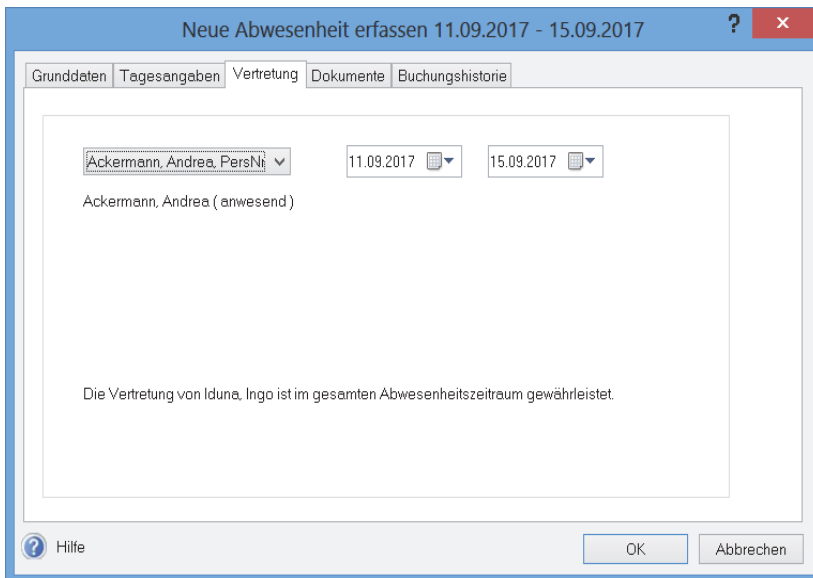 Neue Abwesenheit erfassen 11.09.2017 - 15.09.2017 ? x
Grunddaten Tagesangaben Vertretung Dokumente Buchungshistorie
Ackermann, Andrea, PersNr 11.09.2017 15.09.2017
Ackermann, Andrea ( anwesend )
Die Vertretung von Iduna, Ingo ist im gesamten Abwesenheitszeitraum gewährleistet.
? Hilfe OK Abbrechen